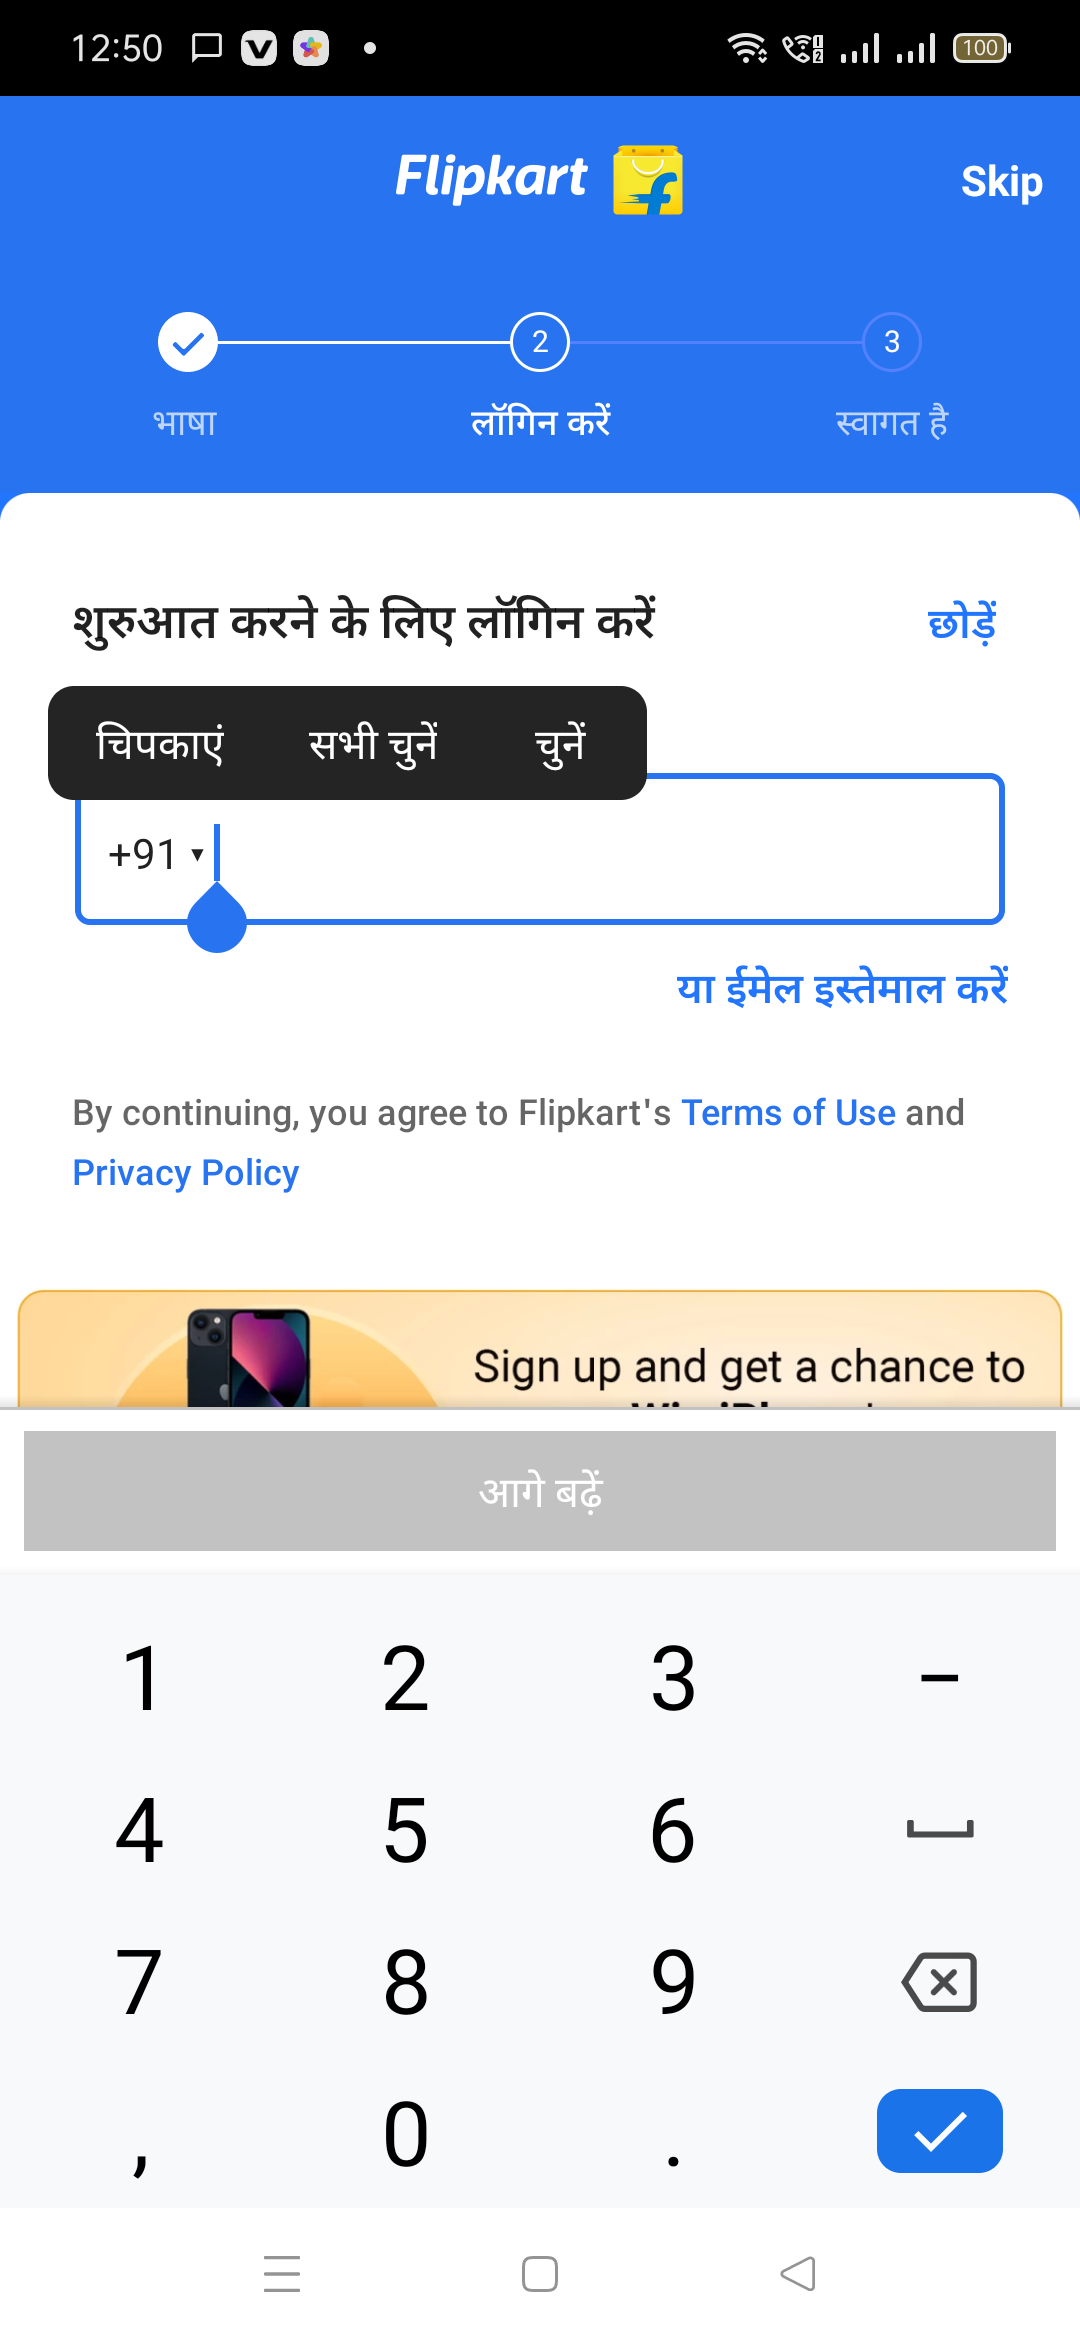 12:50
100
Flipkart
Skip
2
3
भाषा
लॉगिन करें
स्वागत है
शुरुआत करने के लिए लॉगिन करें
छोड़ें
चिपकाएं सभी चुनें चुनें
+91
या ईमेल इस्तेमाल करें
By continuing, you agree to Flipkart's Terms of Use and
Privacy Policy
Sign up and get a chance to
आगे बढ़ें
1 2 3 –
4 5 6
7 8 9
, 0 .